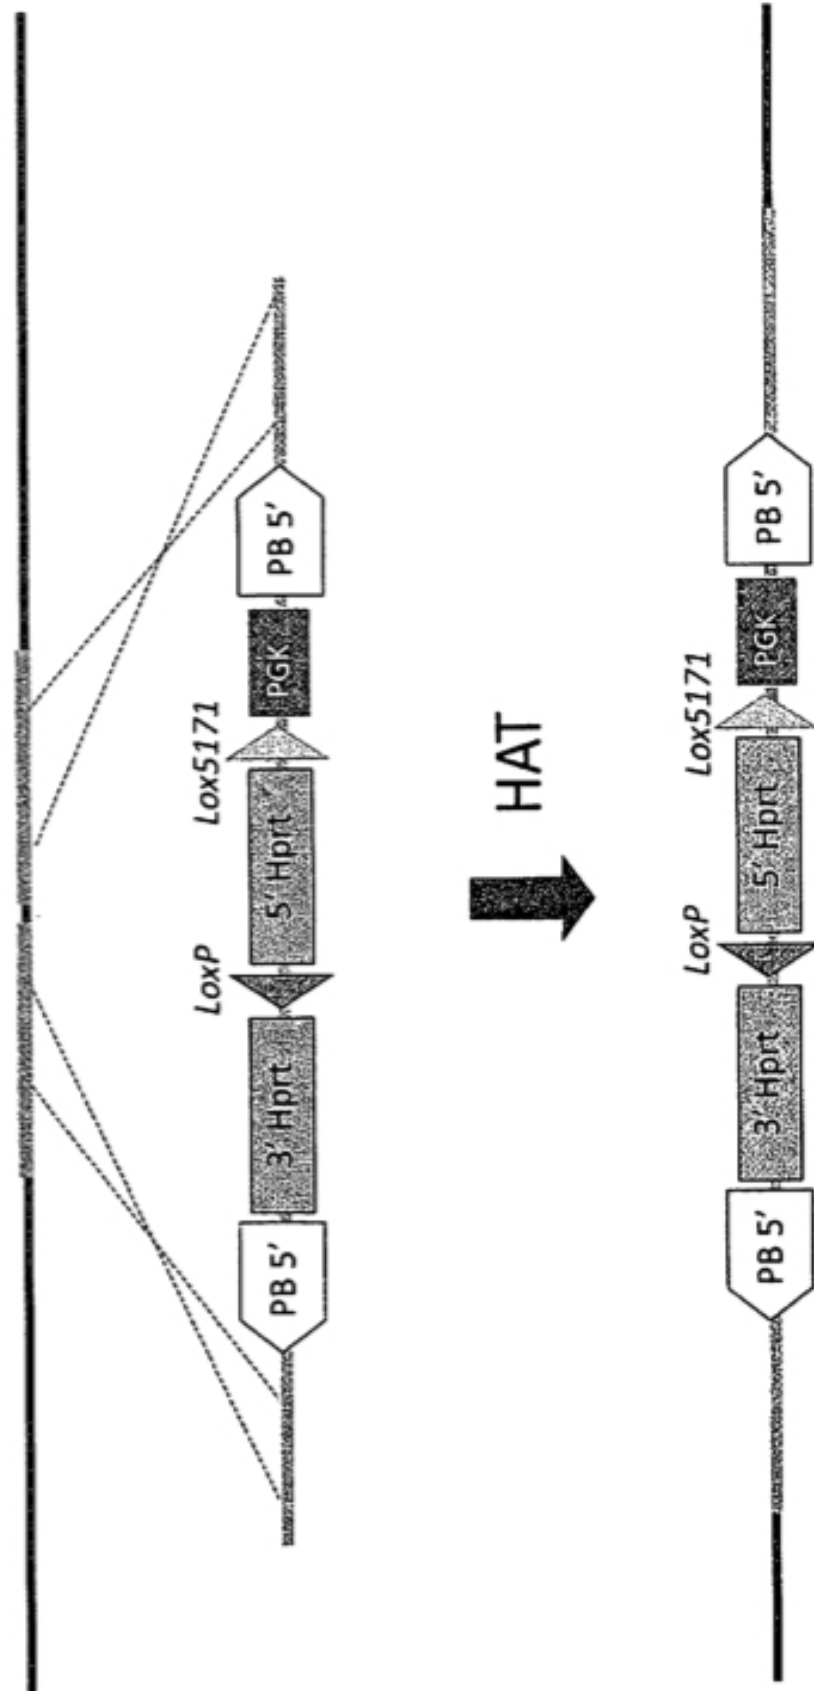 Lox5171
LoxP
PB 5′
3′ Hprt
5′ Hprt
PGK
PB 5′
HAT
Lox5171
LoxP
PB 5′
3′ Hprt
5′ Hprt
PGK
PB 5′